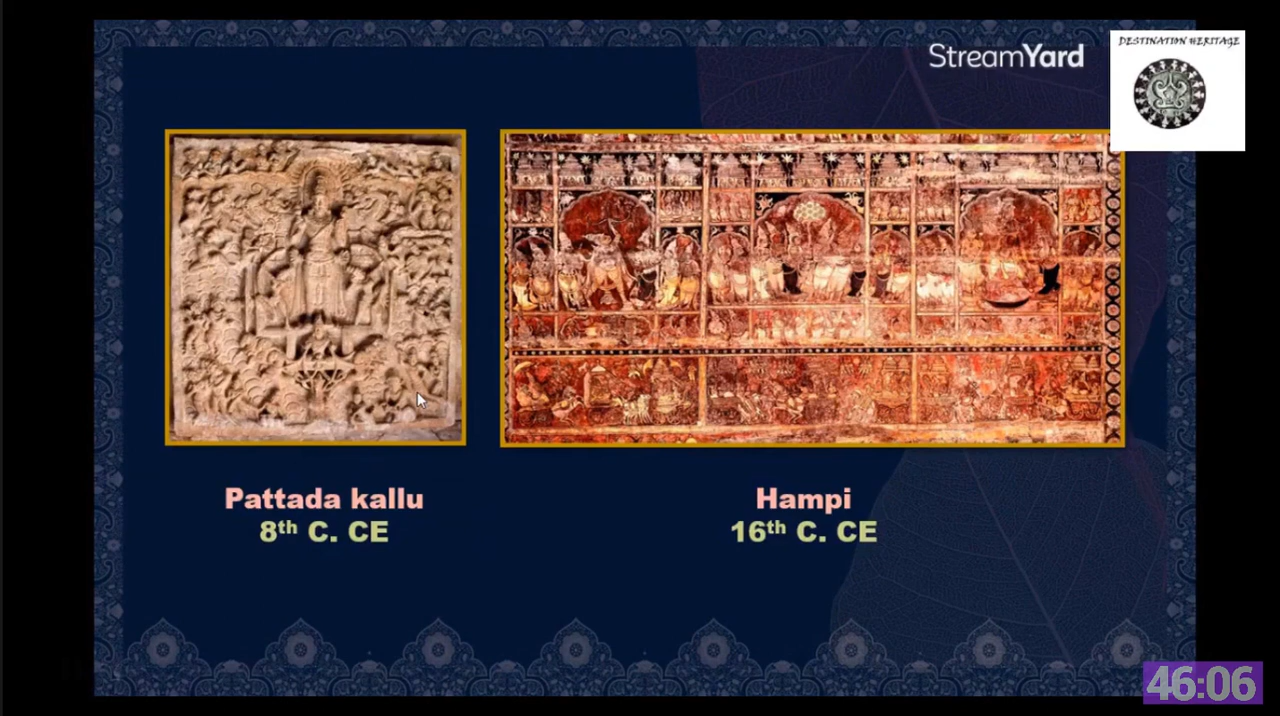 StreamYard
DESTINATION HERITAGE
Pattada kallu
8th C. CE
Hampi
16th C. CE
46:06